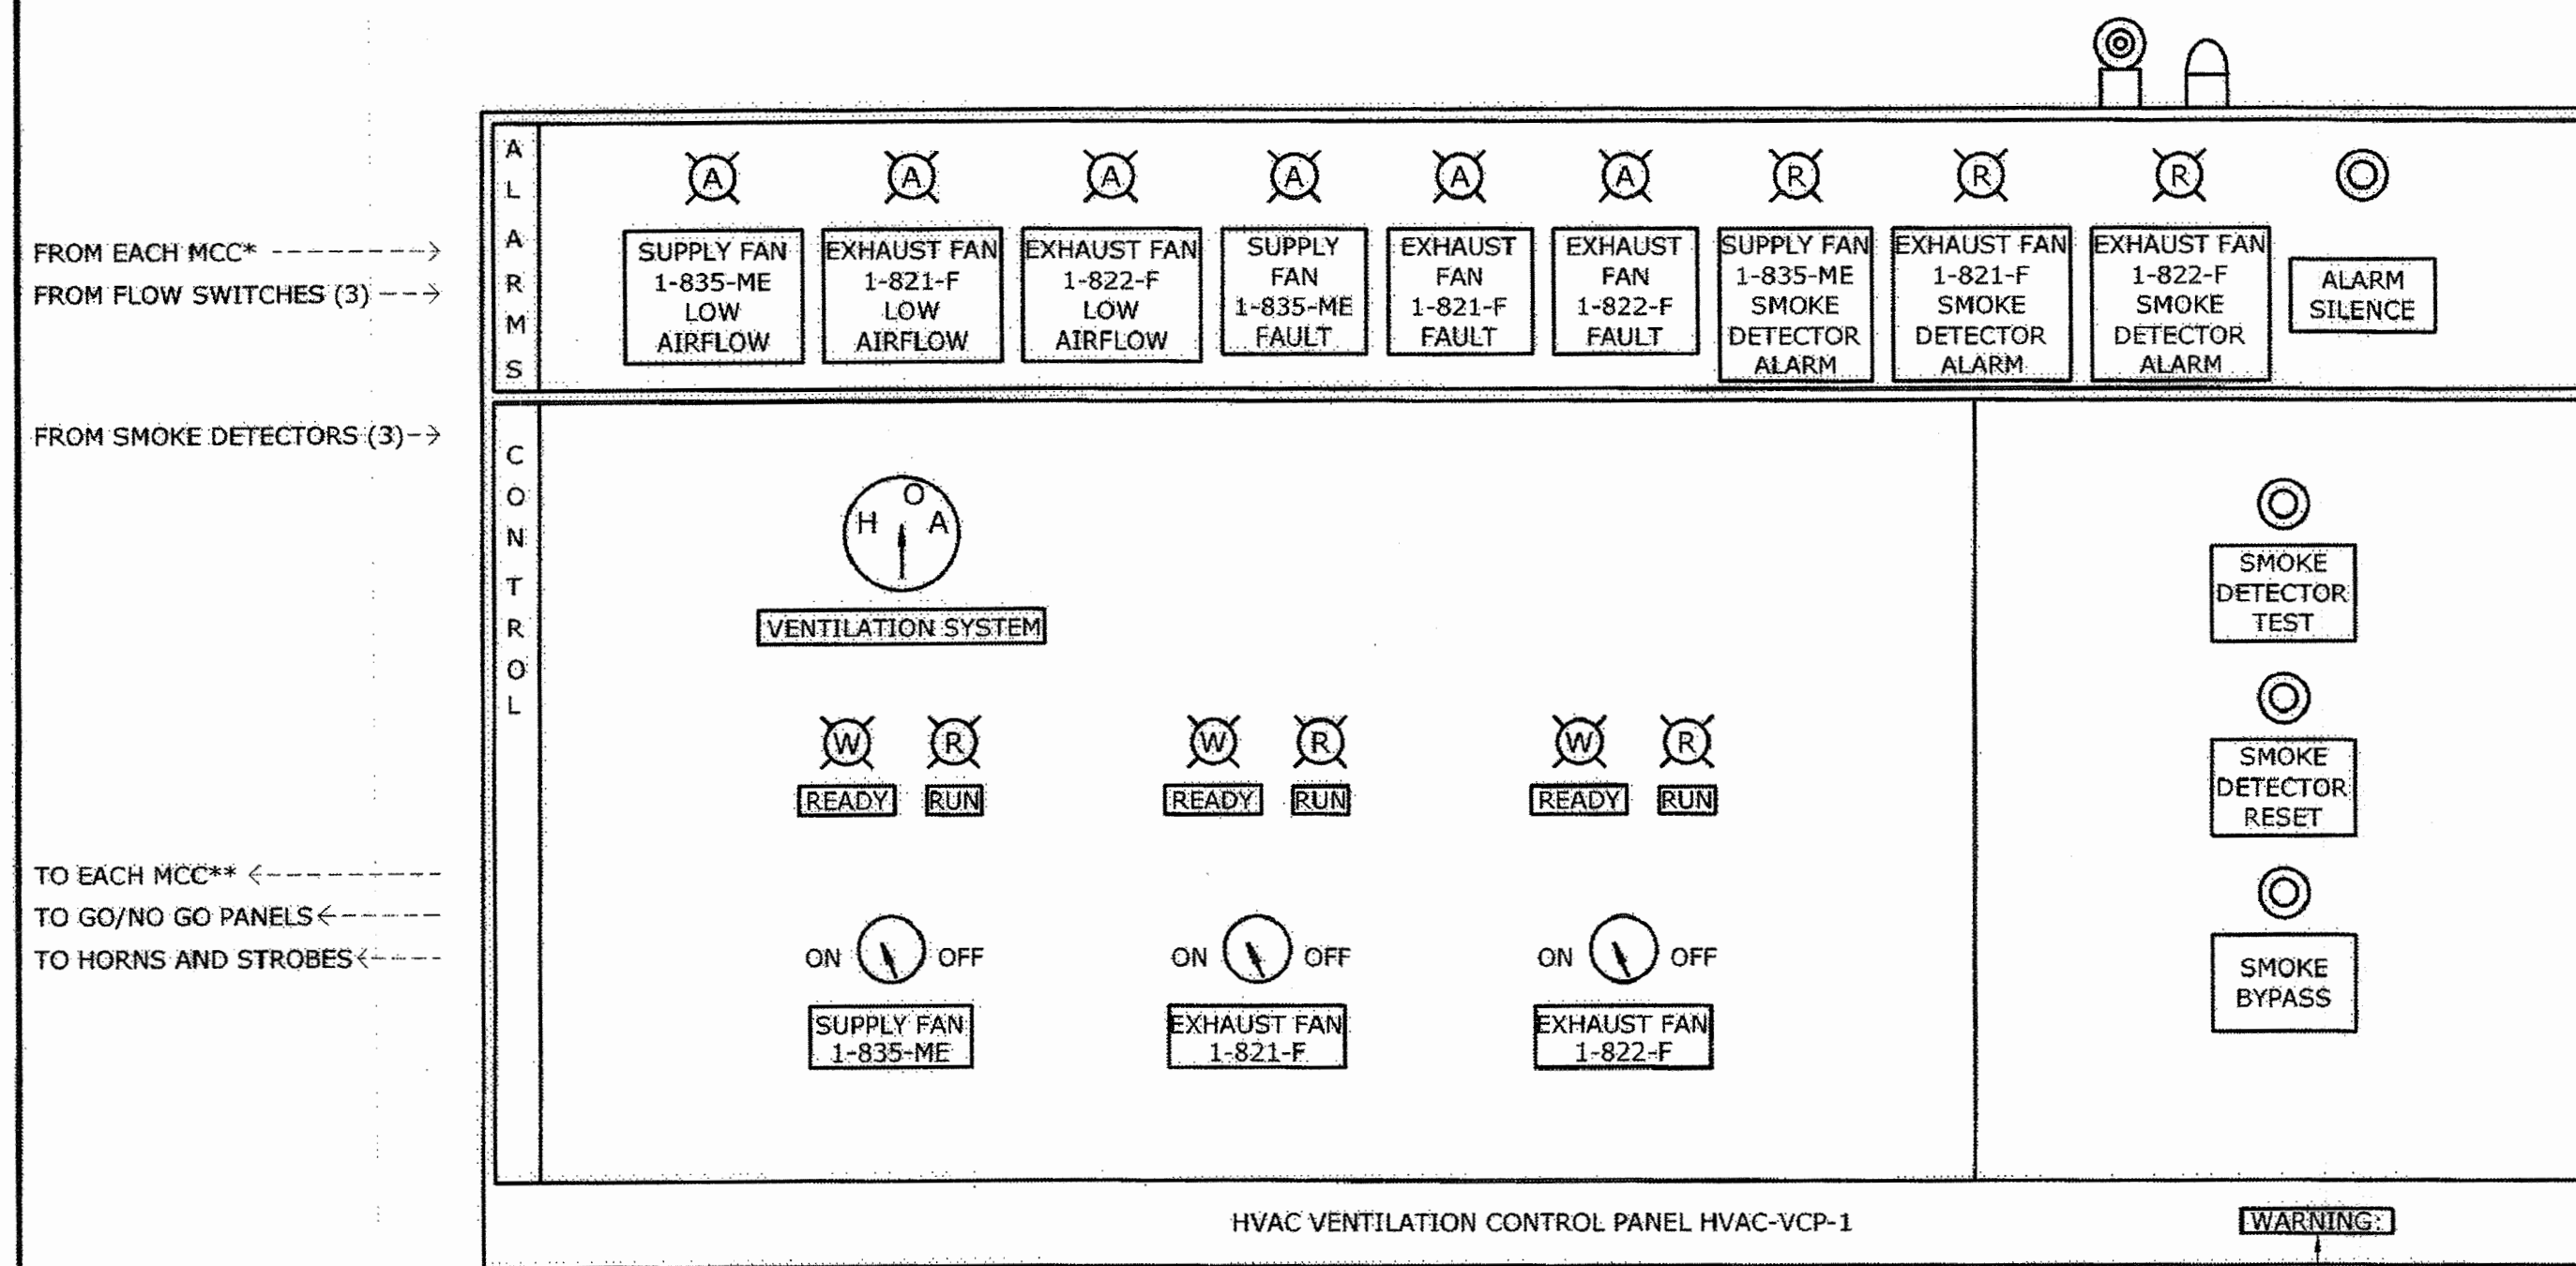 FROM EACH MCC*
FROM FLOW SWITCHES (3)
FROM SMOKE DETECTORS (3)
TO EACH MCC**
TO GO/NO GO PANELS
TO HORNS AND STROBES
ALARMS
A
A
A
A
A
A
R
R
R
SUPPLY FAN
1-835-ME
LOW
AIRFLOW
EXHAUST FAN
1-821-F
LOW
AIRFLOW
EXHAUST FAN
1-822-F
LOW
AIRFLOW
SUPPLY
FAN
1-835-ME
FAULT
EXHAUST
FAN
1-821-F
FAULT
EXHAUST
FAN
1-822-F
FAULT
SUPPLY FAN
1-835-ME
SMOKE
DETECTOR
ALARM
EXHAUST FAN
1-821-F
SMOKE
DETECTOR
ALARM
EXHAUST FAN
1-822-F
SMOKE
DETECTOR
ALARM
ALARM
SILENCE
CONTROL
H O A
VENTILATION SYSTEM
W R
READY RUN
W R
READY RUN
W R
READY RUN
ON OFF
SUPPLY FAN
1-835-ME
ON OFF
EXHAUST FAN
1-821-F
ON OFF
EXHAUST FAN
1-822-F
SMOKE
DETECTOR
TEST
SMOKE
DETECTOR
RESET
SMOKE
BYPASS
HVAC VENTILATION CONTROL PANEL HVAC-VCP-1
WARNING: